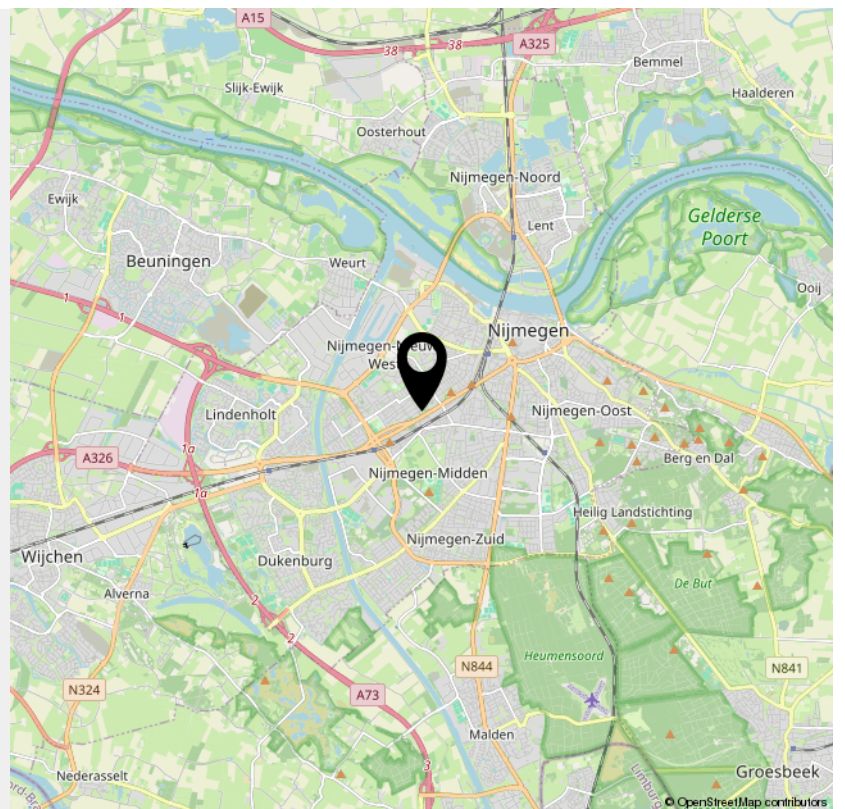 A15
38
38
A325
Bemmel
Slijk-Ewijk
Haalderen
Oosterhout
Nijmegen-Noord
Ewijk
Gelderse
Poort
Lent
Beuningen
Weurt
Ooij
1
1
Nijmegen
West
Lindenholt
Nijmegen-Oost
1a
A326
Berg en Dal
Nijmegen-Midden
1a
Heilig Landstichting
Nijmegen-Zuid
Wijchen
Dukenburg
De But
Alverna
2
2
Heumensoord
N844
N841
N324
A73
Malden
3
Nederasselt
Groesbeek
Limburg
© OpenStreetMap contributors